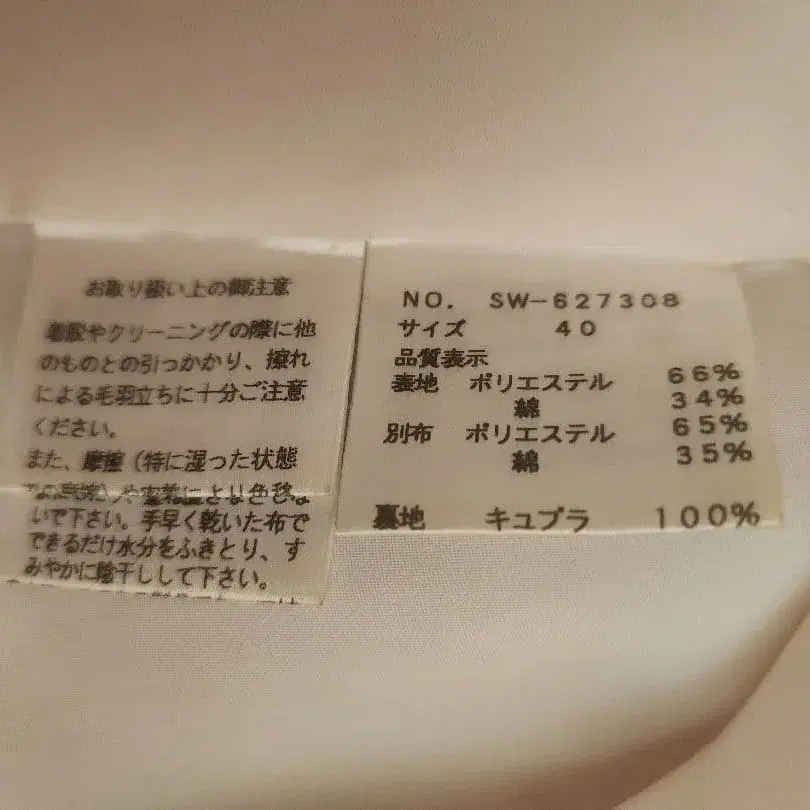 お取り扱い上の御注意
着脱やクリーニングの際に他
のものとの引っかかり、擦れ
による毛羽立ちに十分ご注意
ください。
また、摩擦（特に湿った状態
での摩擦）や
いで下さい。手早く乾いた布で
できるだけ水分をふきとり、す
みやかに陰干しして下さい。
NO. SW-627308
サイズ 40
品質表示
表地 ポリエステル 66%
綿 34%
別布 ポリエステル 65%
綿 35%
裏地 キュプラ 100%